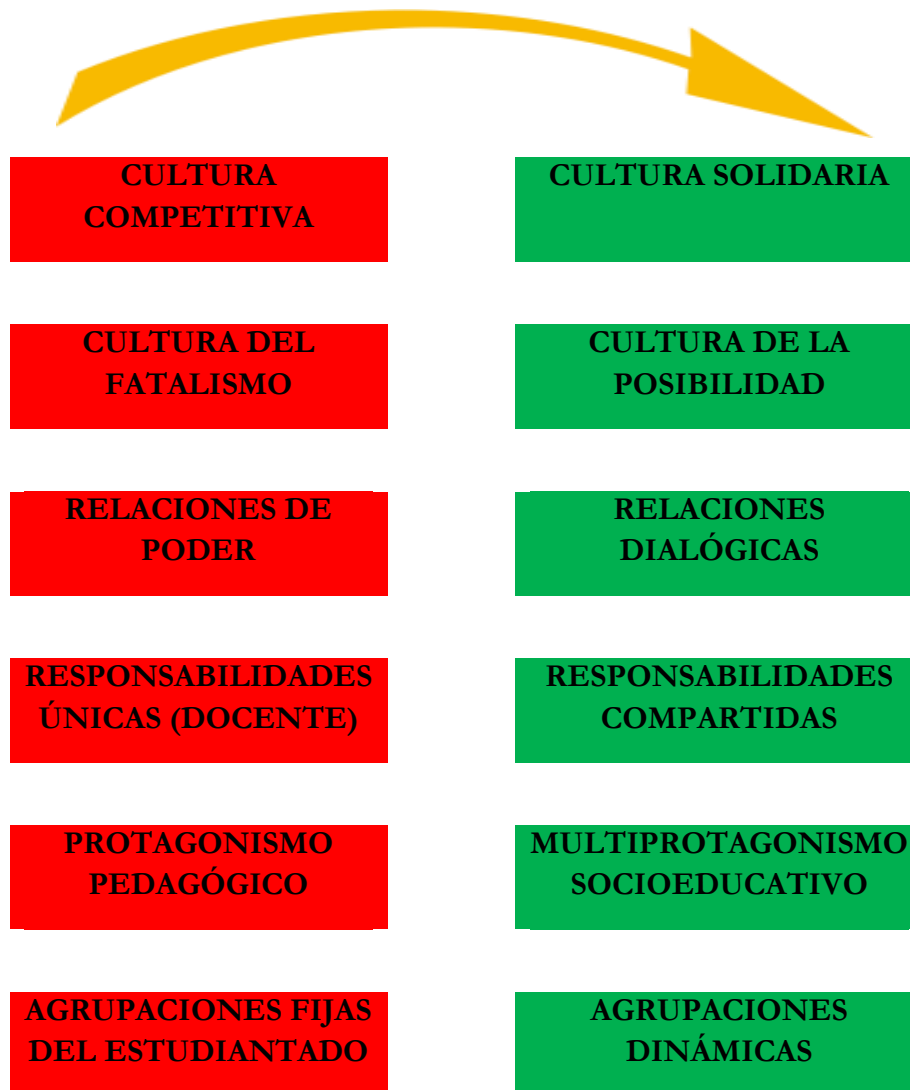 CULTURA
COMPETITIVA
CULTURA SOLIDARIA
CULTURA DEL
FATALISMO
CULTURA DE LA
POSIBILIDAD
RELACIONES DE
PODER
RELACIONES
DIALÓGICAS
RESPONSABILIDADES
ÚNICAS (DOCENTE)
RESPONSABILIDADES
COMPARTIDAS
PROTAGONISMO
PEDAGÓGICO
MULTIPROTAGONISMO
SOCIOEDUCATIVO
AGRUPACIONES FIJAS
DEL ESTUDIANTADO
AGRUPACIONES
DINÁMICAS